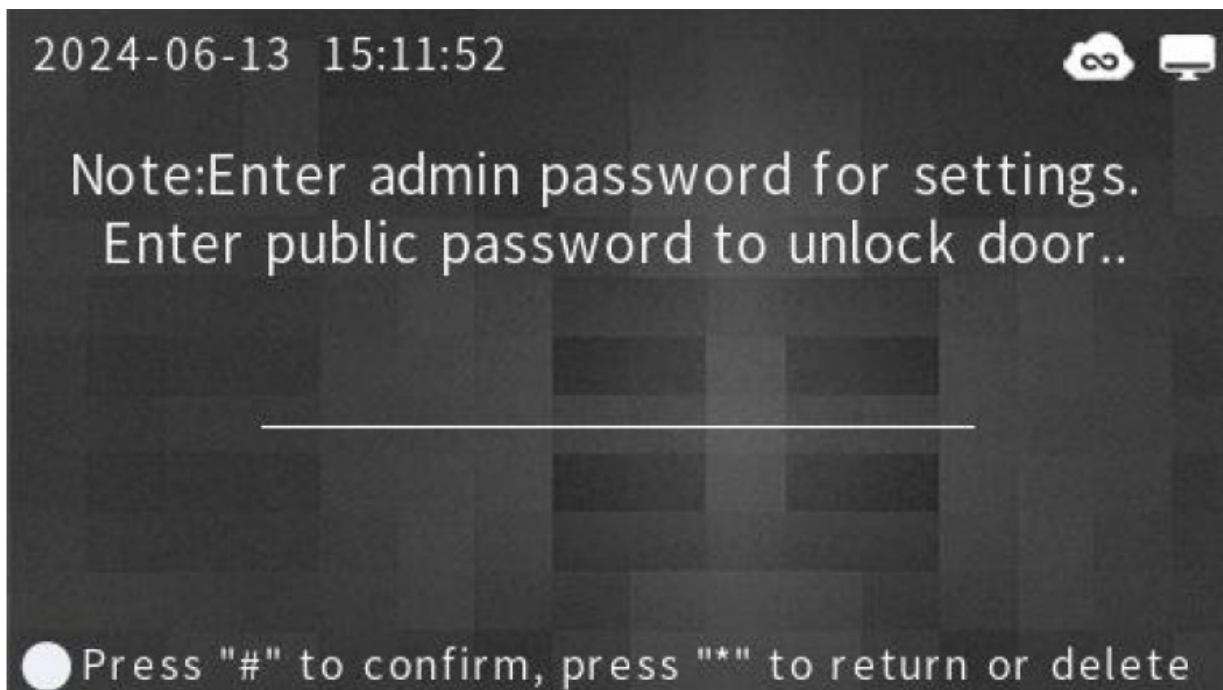 2024-06-13 15:11:52
Note:Enter admin password for settings.
Enter public password to unlock door..
Press "#" to confirm, press "*" to return or delete